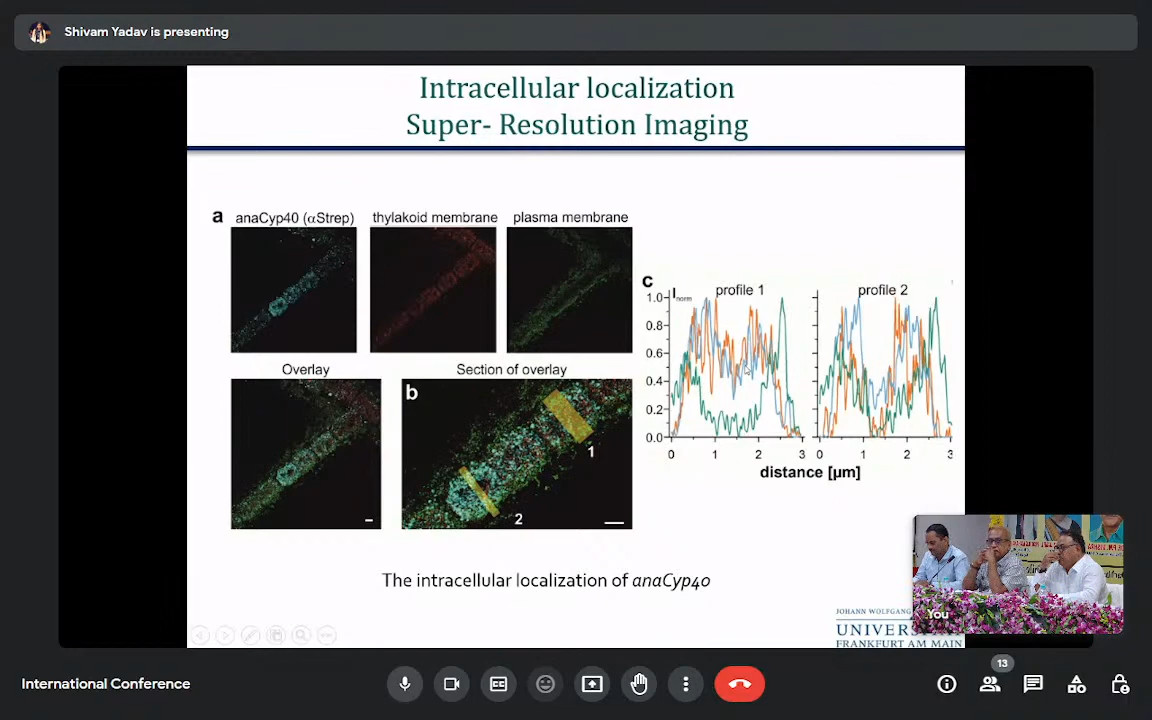 Shivam Yadav is presenting
Intracellular localization
Super- Resolution Imaging
a
anaCyp40 (αStrep)
thylakoid membrane
plasma membrane
Overlay
Section of overlay
b
1
2
c
I norm
profile 1
profile 2
1.0
0.8
0.6
0.4
0.2
0.0
0 1 2 3 0 1 2 3
distance [µm]
The intracellular localization of anaCyp40
JOHANN WOLFGANG
UNIVERS
FRANKFURT AM MAIN
You
International Conference
CC
13